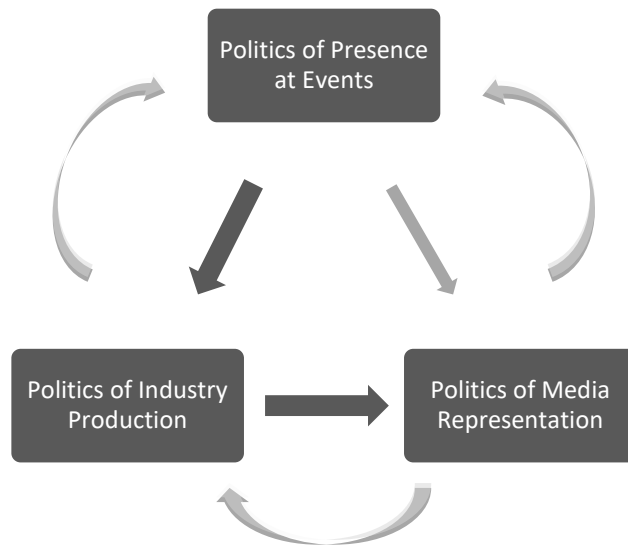 Politics of Presence
at Events
Politics of Industry
Production
Politics of Media
Representation